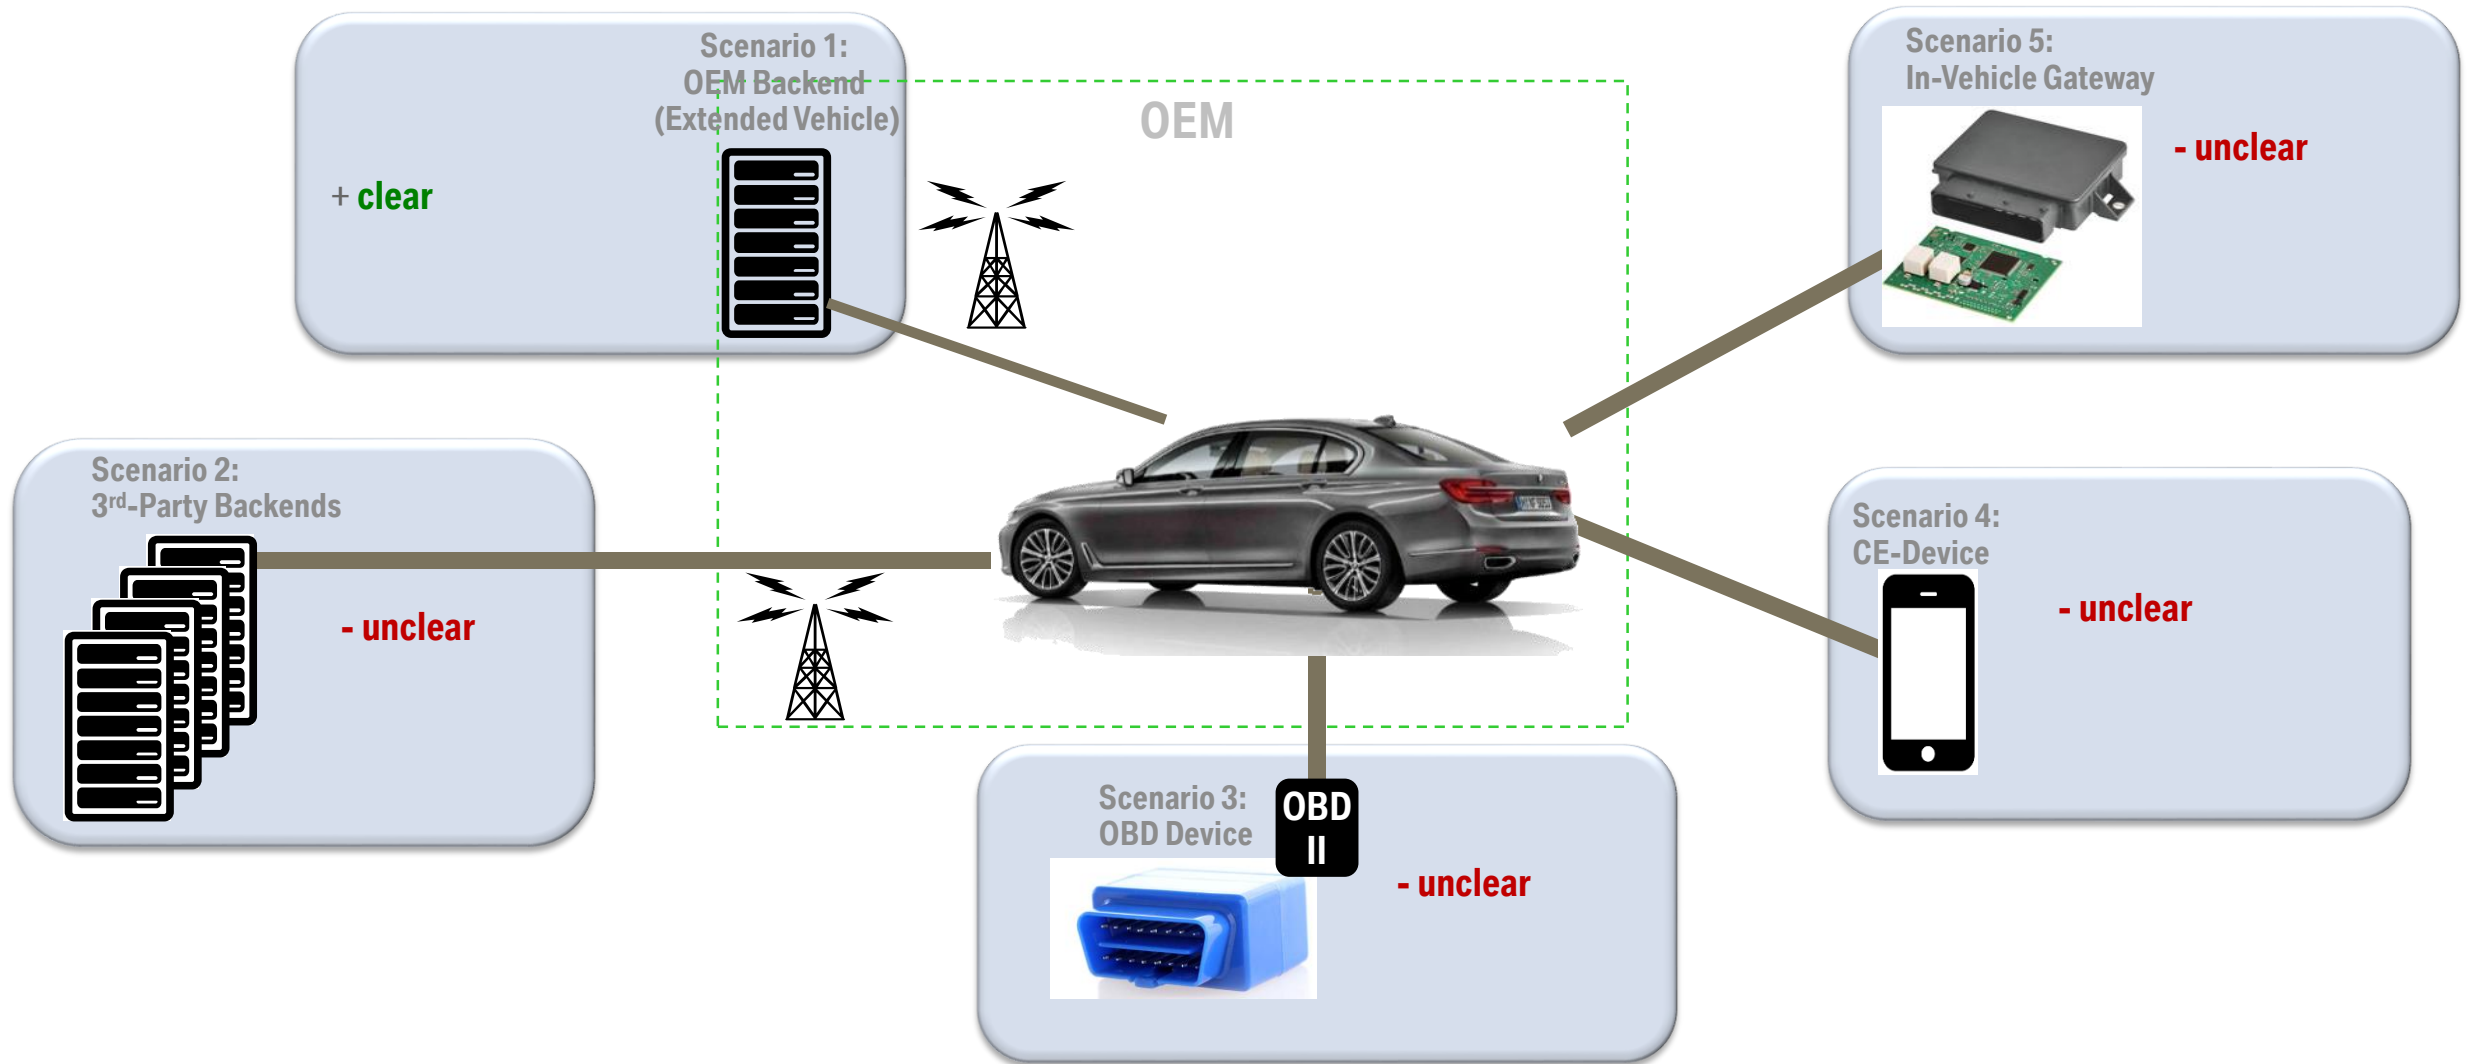 Scenario 1:
OEM Backend
(Extended Vehicle)
+ clear
OEM
Scenario 5:
In-Vehicle Gateway
- unclear
Scenario 2:
3rd-Party Backends
- unclear
Scenario 4:
CE-Device
- unclear
Scenario 3:
OBD Device
OBD
II
- unclear